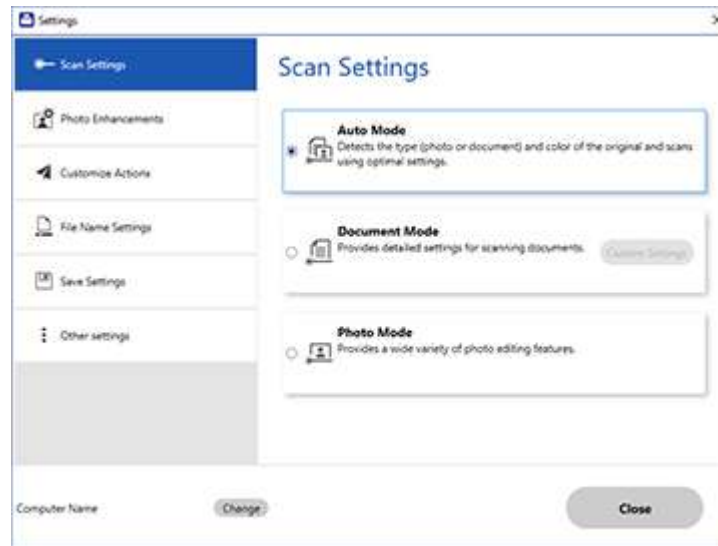 Settings
Scan Settings
Photo Enhancements
Customize Actions
File Name Settings
Save Settings
Other settings
Scan Settings
Auto Mode
Detects the type (photo or document) and color of the original and scans
using optimal settings.
Document Mode
Provides detailed settings for scanning documents.
Custom Settings
Photo Mode
Provides a wide variety of photo editing features.
Computer Name
Change
Close